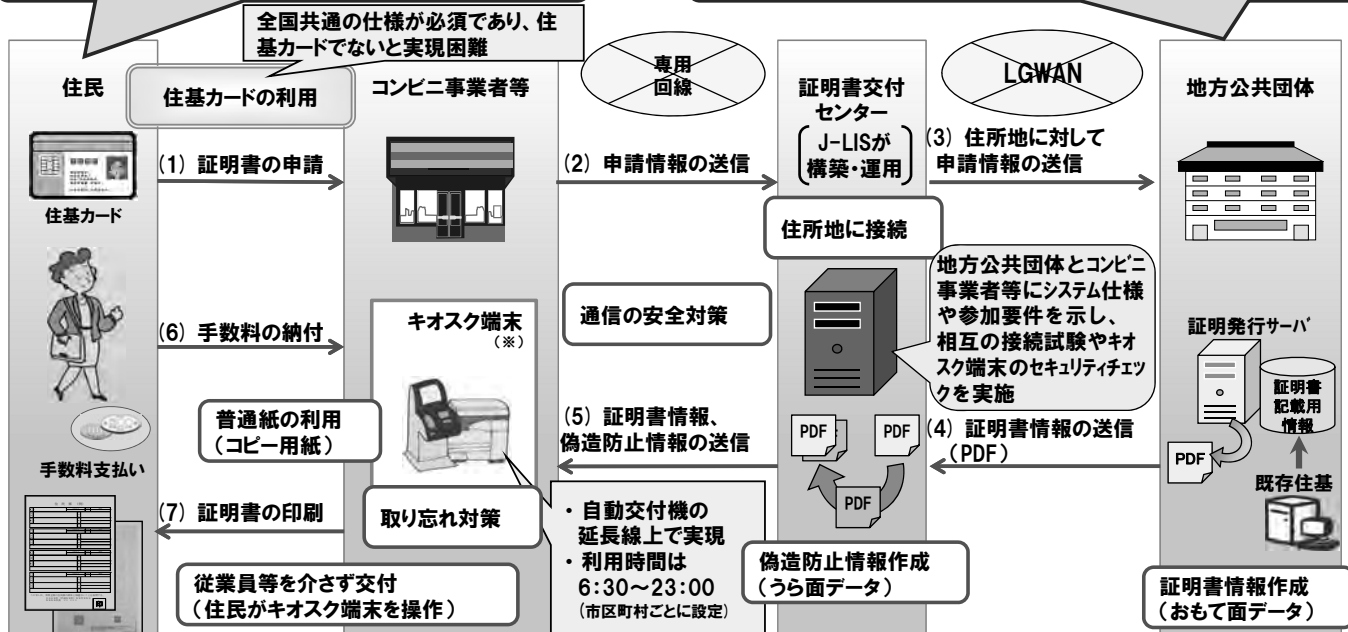 全国共通の仕様が必須であり、住
基カードでないと実現困難
住民
住基カードの利用
コンビニ事業者等
専用
回線
証明書交付
センター
J-LISが
構築・運用
LGWAN
地方公共団体
(1) 証明書の申請
(2) 申請情報の送信
(3) 住所地に対して
申請情報の送信
住基カード
住所地に接続
地方公共団体とコンビニ
事業者等にシステム仕様
や参加要件を示し、
相互の接続試験やキオ
スク端末のセキュリティチェッ
クを実施
(6) 手数料の納付
キオスク端末
(※)
通信の安全対策
証明発行サーバ
証明書
記載用
情報
普通紙の利用
(コピー用紙)
(5) 証明書情報、
偽造防止情報の送信
PDF
PDF
PDF
(4) 証明書情報の送信
(PDF)
PDF
既存住基
手数料支払い
(7) 証明書の印刷
取り忘れ対策
・自動交付機の
延長線上で実現
・利用時間は
6:30~23:00
(市区町村ごとに設定)
従業員等を介さず交付
(住民がキオスク端末を操作)
偽造防止情報作成
(うら面データ)
証明書情報作成
(おもて面データ)
印